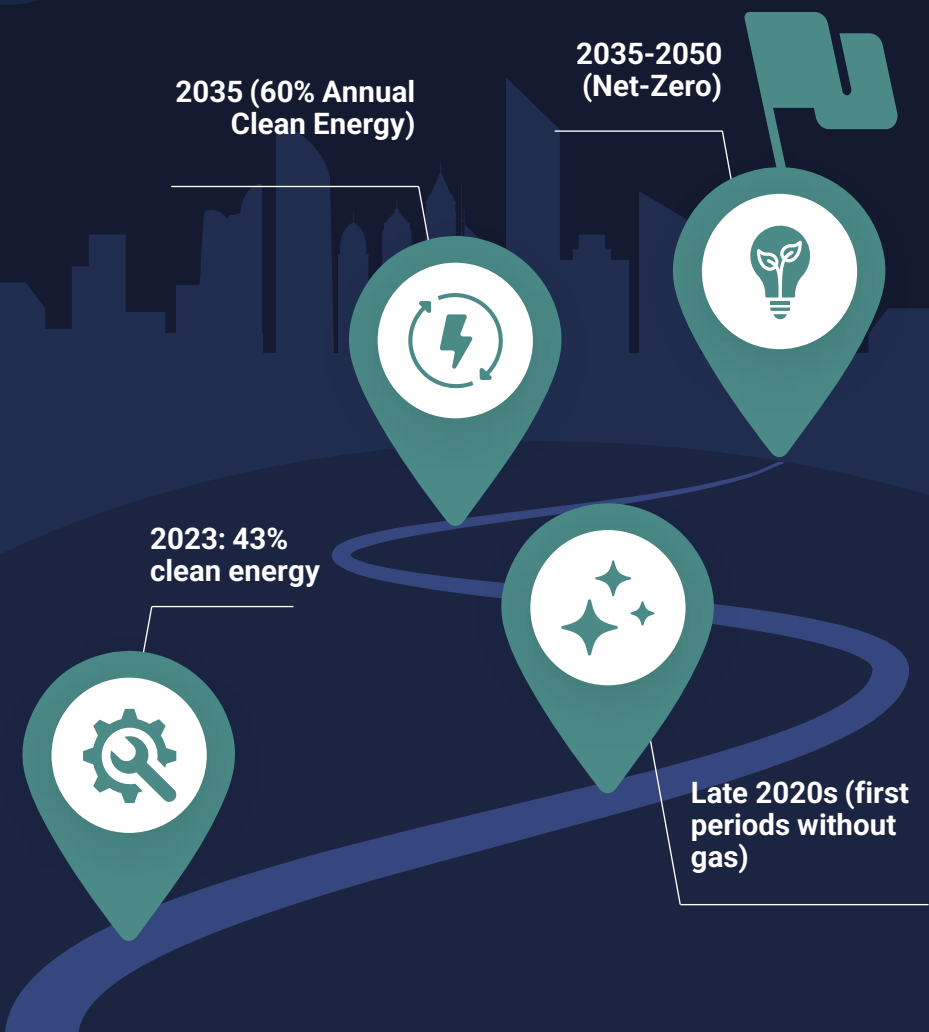 2035-2050
(Net-Zero)
2035 (60% Annual
Clean Energy)
2023: 43%
clean energy
Late 2020s (first
periods without
gas)